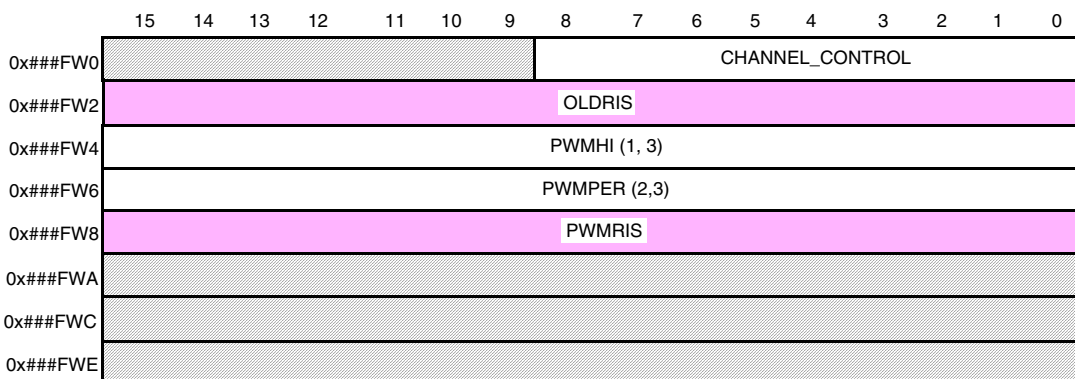 15 14 13 12 11 10 9 8 7 6 5 4 3 2 1 0
0x###FW0 CHANNEL_CONTROL
0x###FW2 OLDRIS
0x###FW4 PWMHI (1, 3)
0x###FW6 PWMPER (2,3)
0x###FW8 PWMRIS
0x###FWA
0x###FWC
0x###FWE